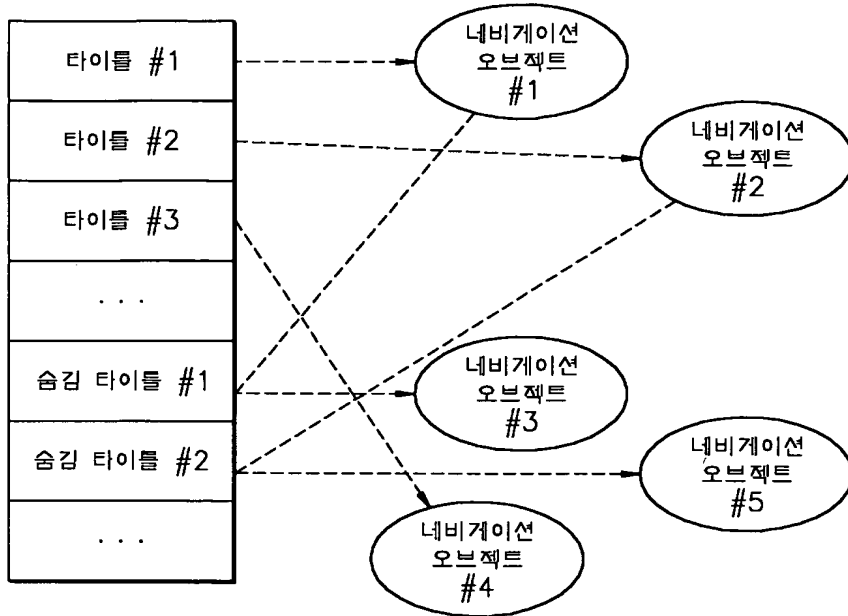 타이틀 #1
타이틀 #2
타이틀 #3
. . .
숨김 타이틀 #1
숨김 타이틀 #2
. . .
네비게이션
오브젝트
#1
네비게이션
오브젝트
#2
네비게이션
오브젝트
#3
네비게이션
오브젝트
#5
네비게이션
오브젝트
#4